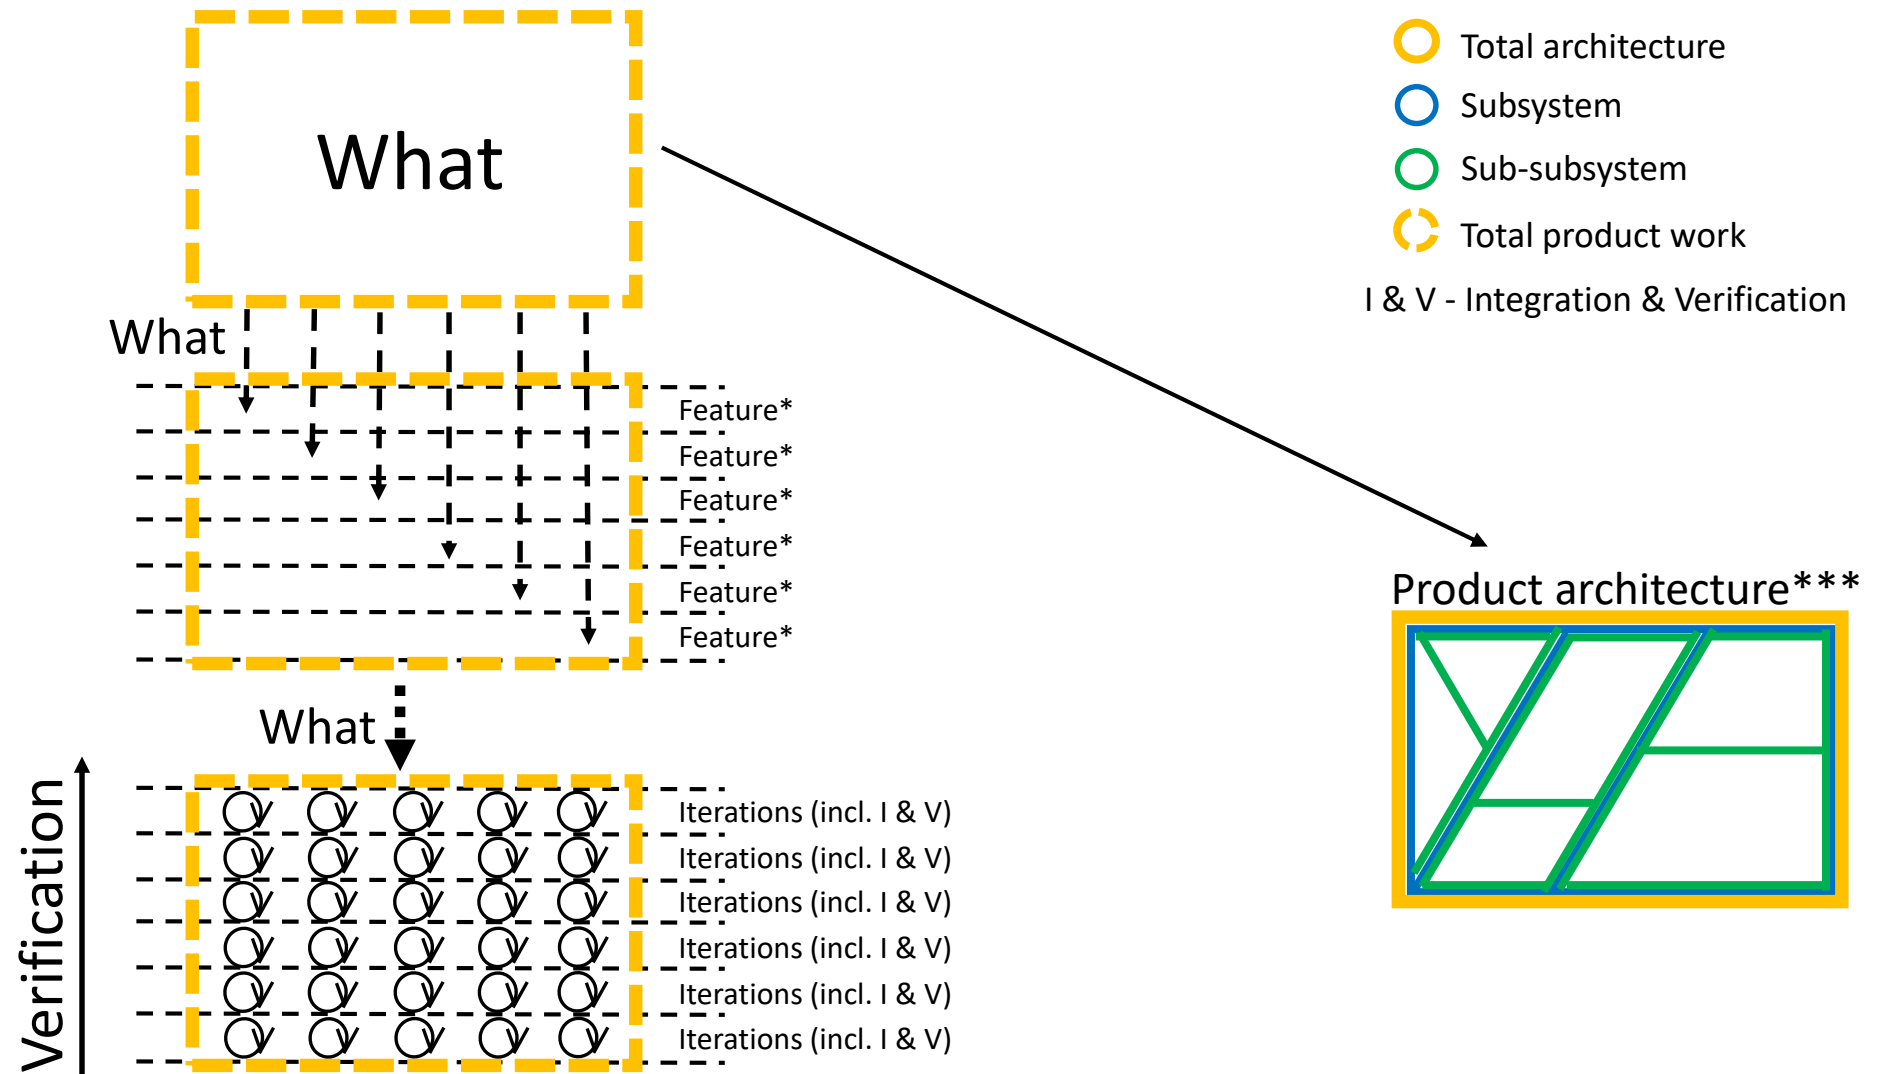 What
Total architecture
Subsystem
Sub-subsystem
Total product work
I & V - Integration & Verification
What
Feature*
Feature*
Feature*
Feature*
Feature*
Feature*
Product architecture***
What
Verification
Iterations (incl. I & V)
Iterations (incl. I & V)
Iterations (incl. I & V)
Iterations (incl. I & V)
Iterations (incl. I & V)
Iterations (incl. I & V)